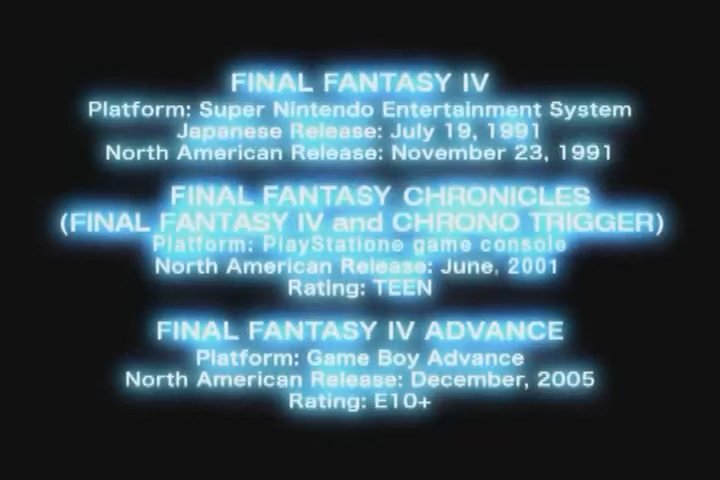 FINAL FANTASY IV
Platform: Super Nintendo Entertainment System
Japanese Release: July 19, 1991
North American Release: November 23, 1991
FINAL FANTASY CHRONICLES
(FINAL FANTASY IV and CHRONO TRIGGER)
Platform: PlayStation® game console
North American Release: June, 2001
Rating: TEEN
FINAL FANTASY IV ADVANCE
Platform: Game Boy Advance
North American Release: December, 2005
Rating: E10+